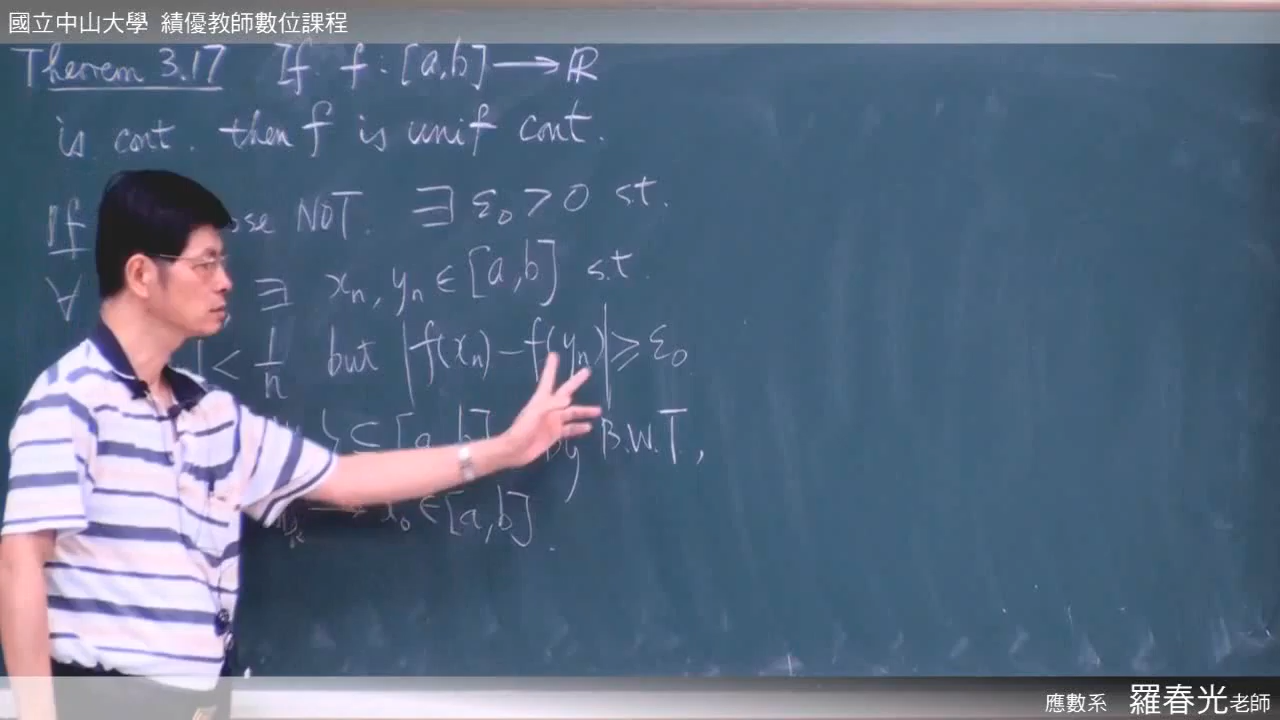 國立中山大學 績優教師數位課程
Theorem 3.17 If f : [a,b] → ℝ
is cont. then f is unif cont.
If NOT. ∃ ε₀ > 0 s.t.
∀ ∃ xₙ, yₙ ∈ [a,b] s.t.
| < 1/n but |f(xₙ) − f(yₙ)| ≥ ε₀
} ⊆ [a,b] By B.W.T.,
→ x₀ ∈ [a,b].
應數系 羅春光老師